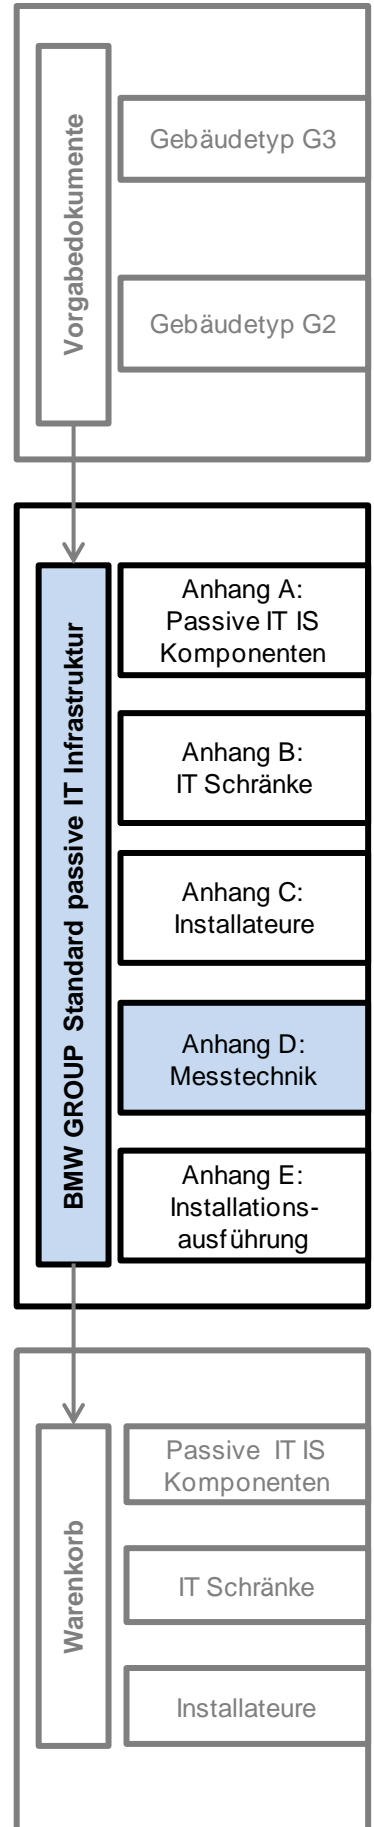 Vorgabedokumente
Gebäudetyp G3
Gebäudetyp G2
BMW GROUP Standard passive IT Infrastruktur
Anhang A:
Passive IT IS
Komponenten
Anhang B:
IT Schränke
Anhang C:
Installateure
Anhang D:
Messtechnik
Anhang E:
Installations-
ausführung
Warenkorb
Passive IT IS
Komponenten
IT Schränke
Installateure